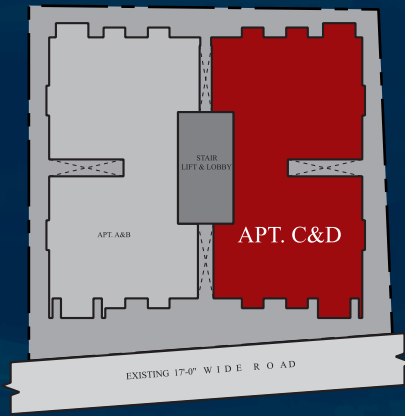 STAIR
LIFT & LOBBY
APT. A&B
APT. C&D
EXISTING 17'-0" WIDE ROAD